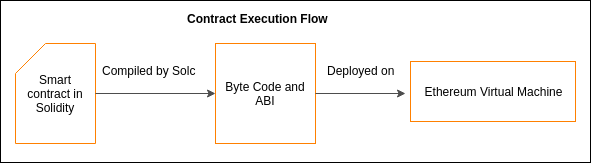 Contract Execution Flow
Smart
contract in
Solidity
Compiled by Solc
Byte Code and
ABI
Deployed on
Ethereum Virtual Machine